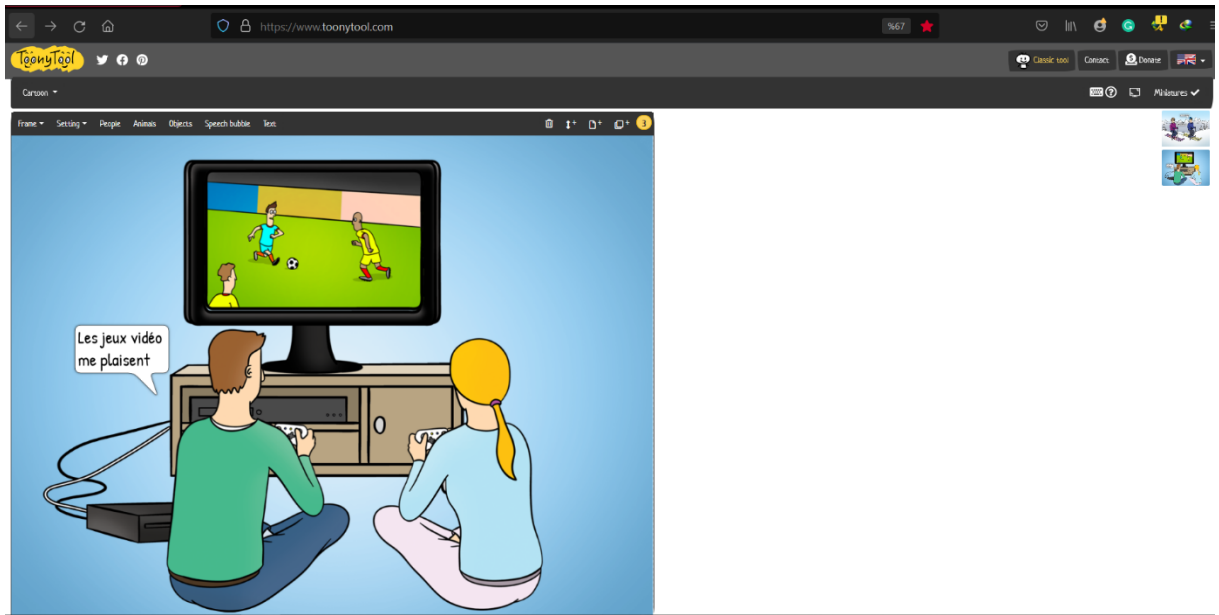 https://www.toonytool.com
%67
ToonyTool
Classic tool
Contact
Donate
Cartoon
Miniatures
Frame
Setting
People
Animals
Objects
Speech bubble
Text
3
Les jeux vidéo
me plaisent